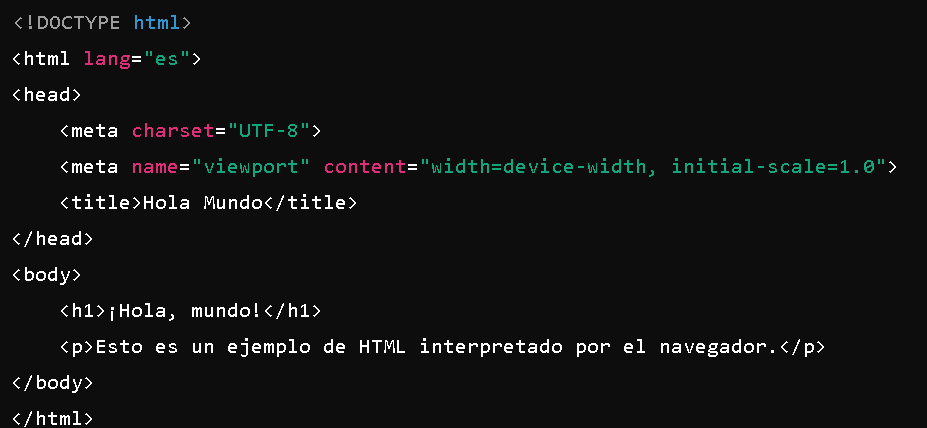 <!DOCTYPE html>
<html lang="es">
<head>
    <meta charset="UTF-8">
    <meta name="viewport" content="width=device-width, initial-scale=1.0">
    <title>Hola Mundo</title>
</head>
<body>
    <h1>¡Hola, mundo!</h1>
    <p>Esto es un ejemplo de HTML interpretado por el navegador.</p>
</body>
</html>